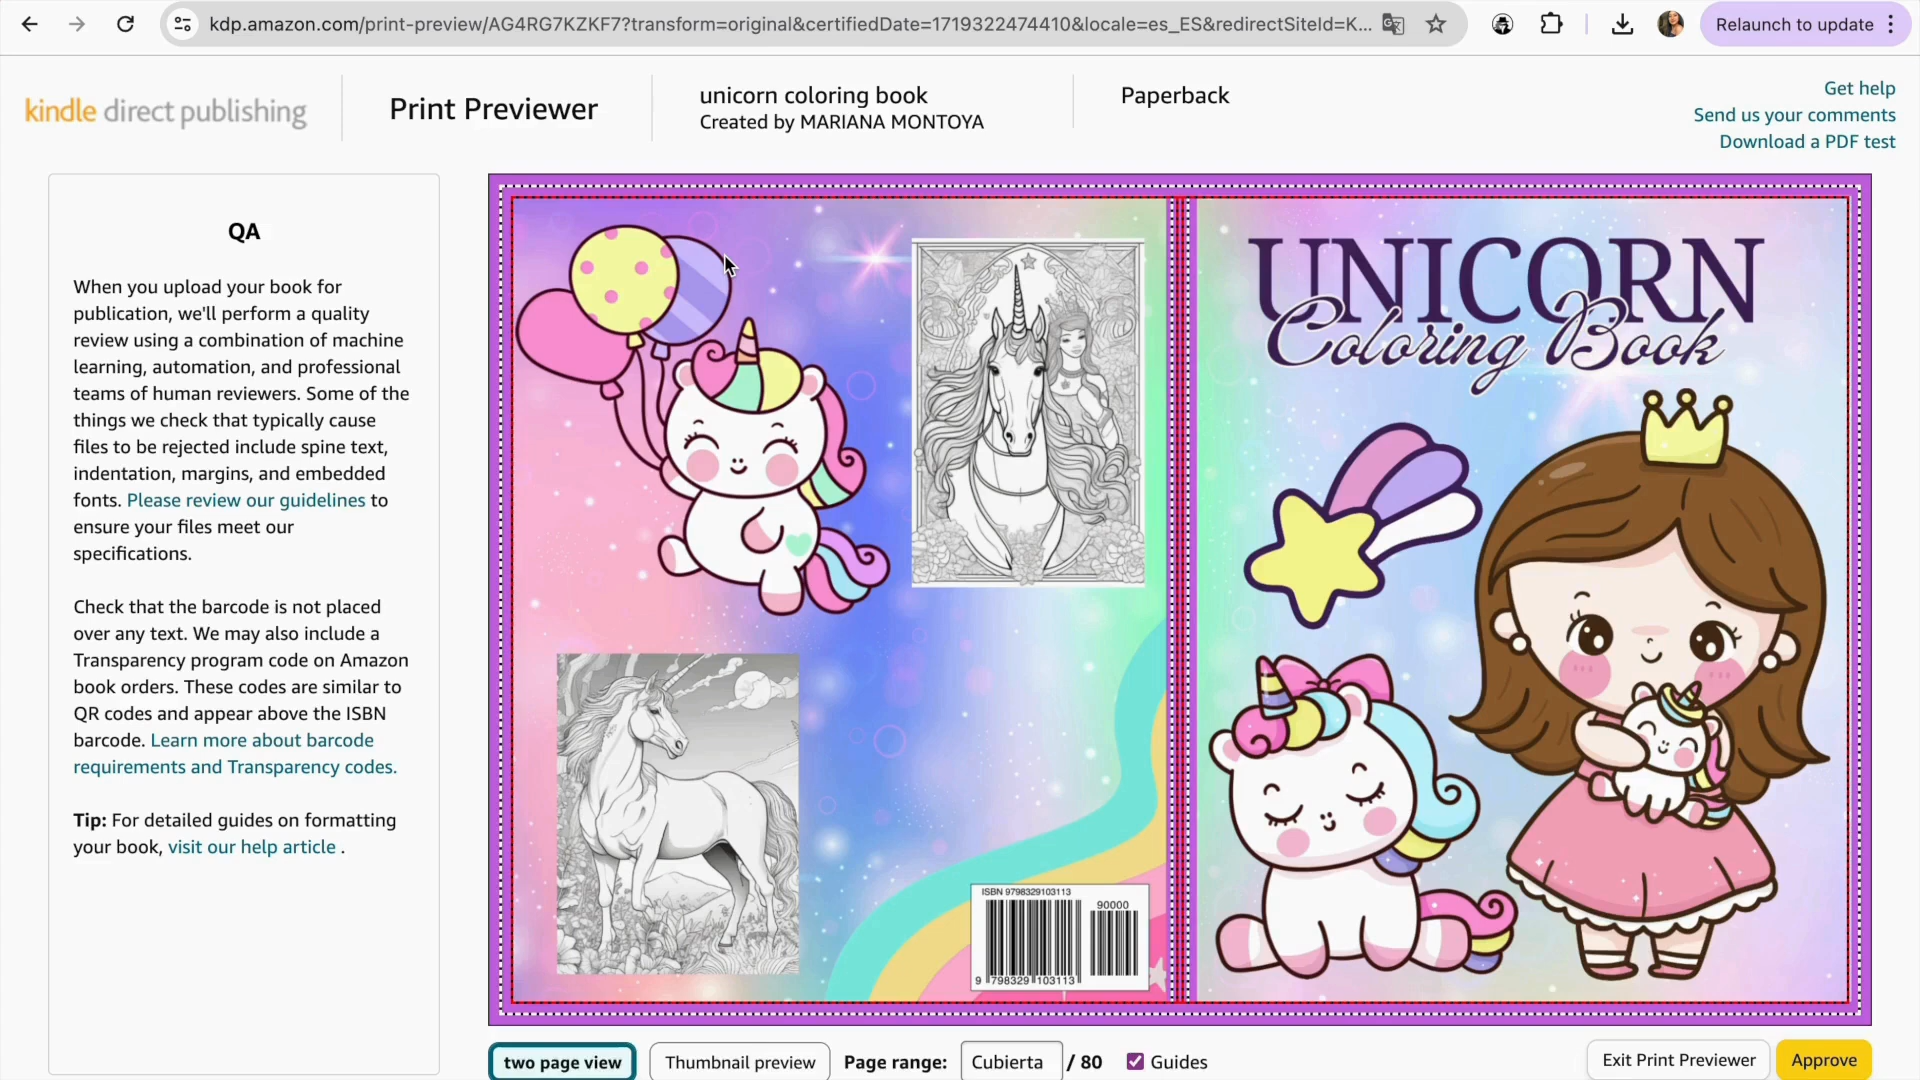 kdp.amazon.com/print-preview/AG4RG7KZKF7?transform=original&certifiedDate=1719322474410&locale=es_ES&redirectSiteId=K...
Relaunch to update
kindle direct publishing
Print Previewer
unicorn coloring book
Created by MARIANA MONTOYA
Paperback
Get help
Send us your comments
Download a PDF test
QA
When you upload your book for
publication, we'll perform a quality
review using a combination of machine
learning, automation, and professional
teams of human reviewers. Some of the
things we check that typically cause
files to be rejected include spine text,
indentation, margins, and embedded
fonts. Please review our guidelines to
ensure your files meet our
specifications.
Check that the barcode is not placed
over any text. We may also include a
Transparency program code on Amazon
book orders. These codes are similar to
QR codes and appear above the ISBN
barcode. Learn more about barcode
requirements and Transparency codes.
Tip: For detailed guides on formatting
your book, visit our help article .
UNICORN
Coloring Book
ISBN 9798329103113
90000
9 798329 103113
two page view
Thumbnail preview
Page range:
Cubierta
/ 80
Guides
Exit Print Previewer
Approve